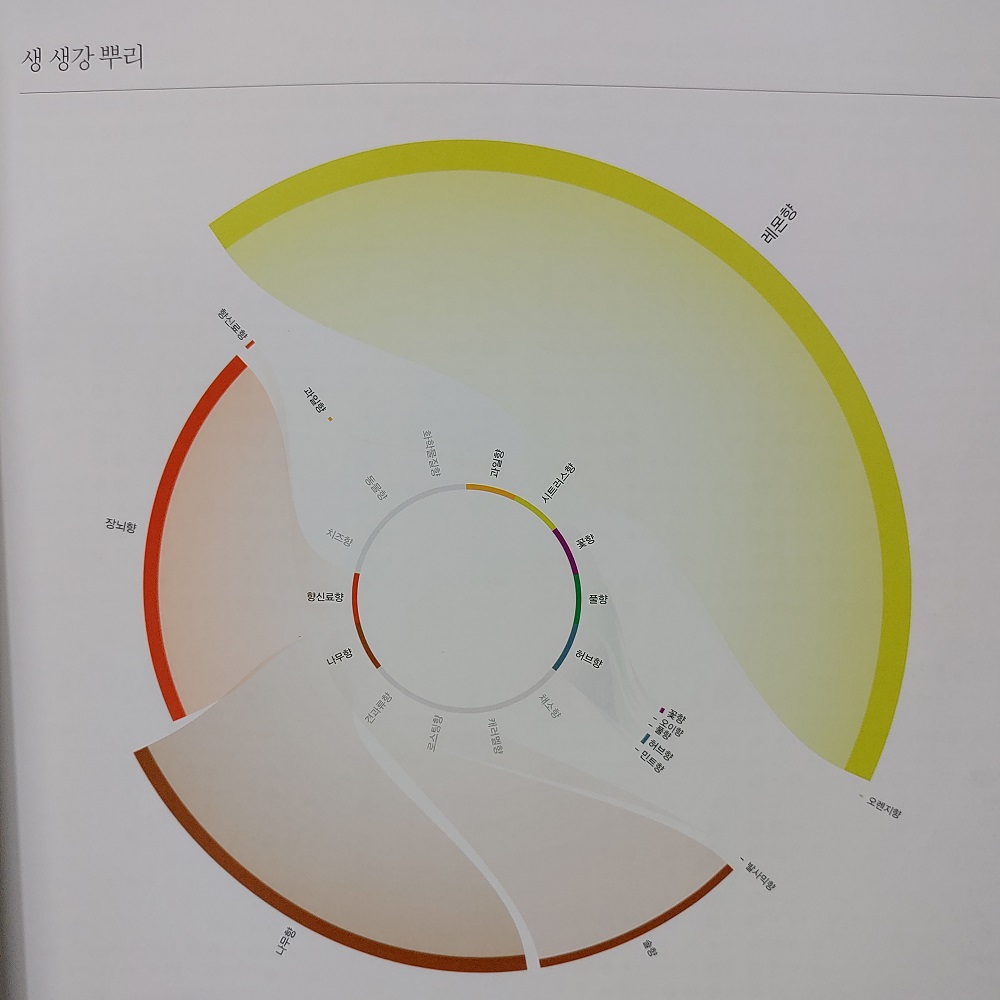 생 생강 뿌리
레몬향
향신료향
과일향
화학물질향
과일향
시트러스향
동물향
치즈향
꽃향
장뇌향
향신료향
풀향
나무향
허브향
견과류향
로스팅향
캐러멜향
채소향
꽃향
오이향
풀향
허브향
민트향
오렌지향
발사믹향
나무향
솔향